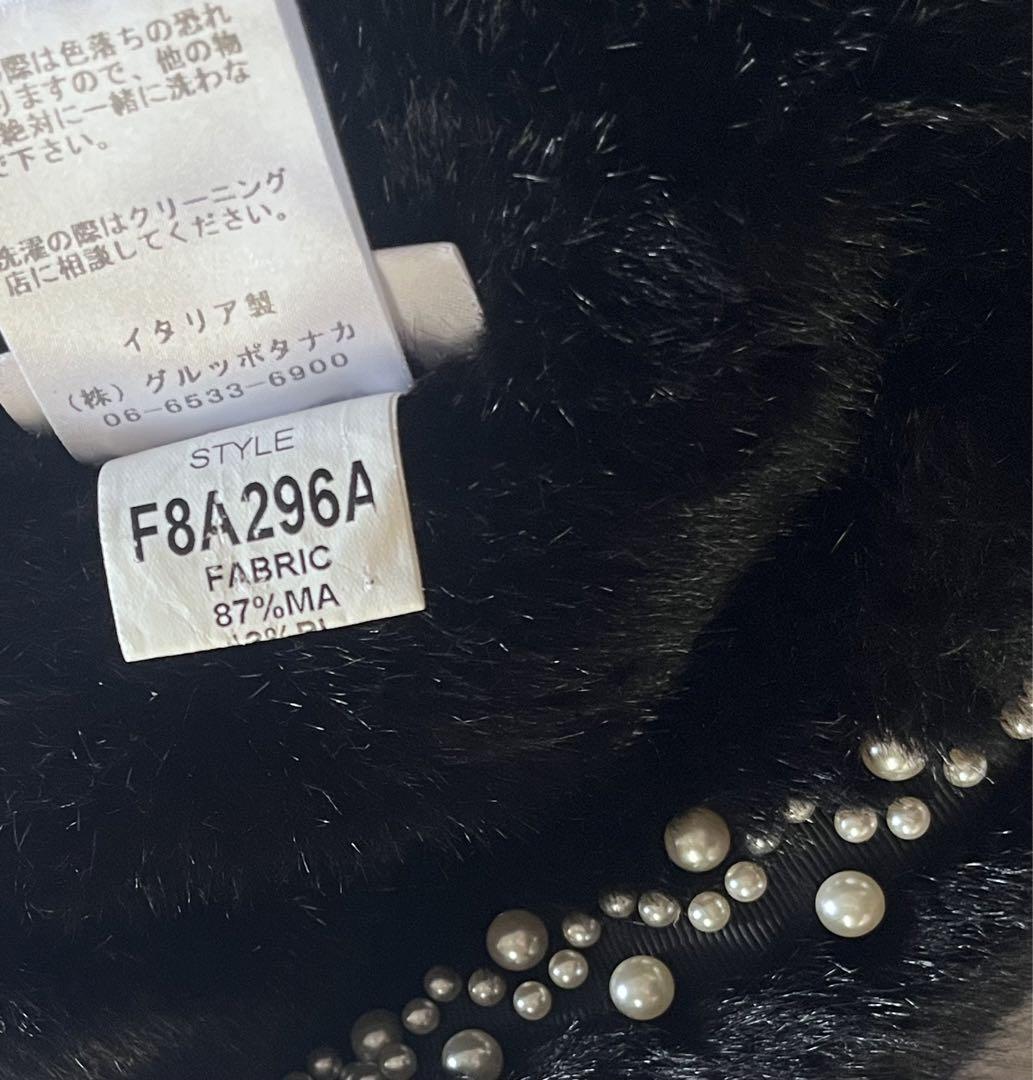 際は色落ちの恐れ
りますので、他の物
絶対に一緒に洗わな
で下さい。
洗濯の際はクリーニング
店に相談してください。
イタリア製
（株）グルッポタナカ
06-6533-6900
STYLE
F8A296A
FABRIC
87%MA